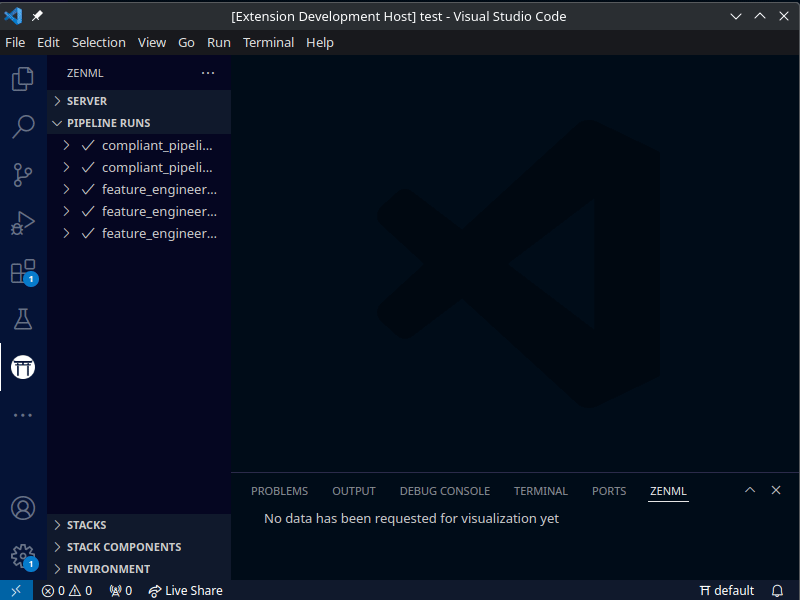 [Extension Development Host] test - Visual Studio Code
File Edit Selection View Go Run Terminal Help
ZENML
SERVER
PIPELINE RUNS
compliant_pipeli...
compliant_pipeli...
feature_engineer...
feature_engineer...
feature_engineer...
1
STACKS
STACK COMPONENTS
ENVIRONMENT
1
PROBLEMS OUTPUT DEBUG CONSOLE TERMINAL PORTS ZENML
No data has been requested for visualization yet
0 0 0 Live Share default